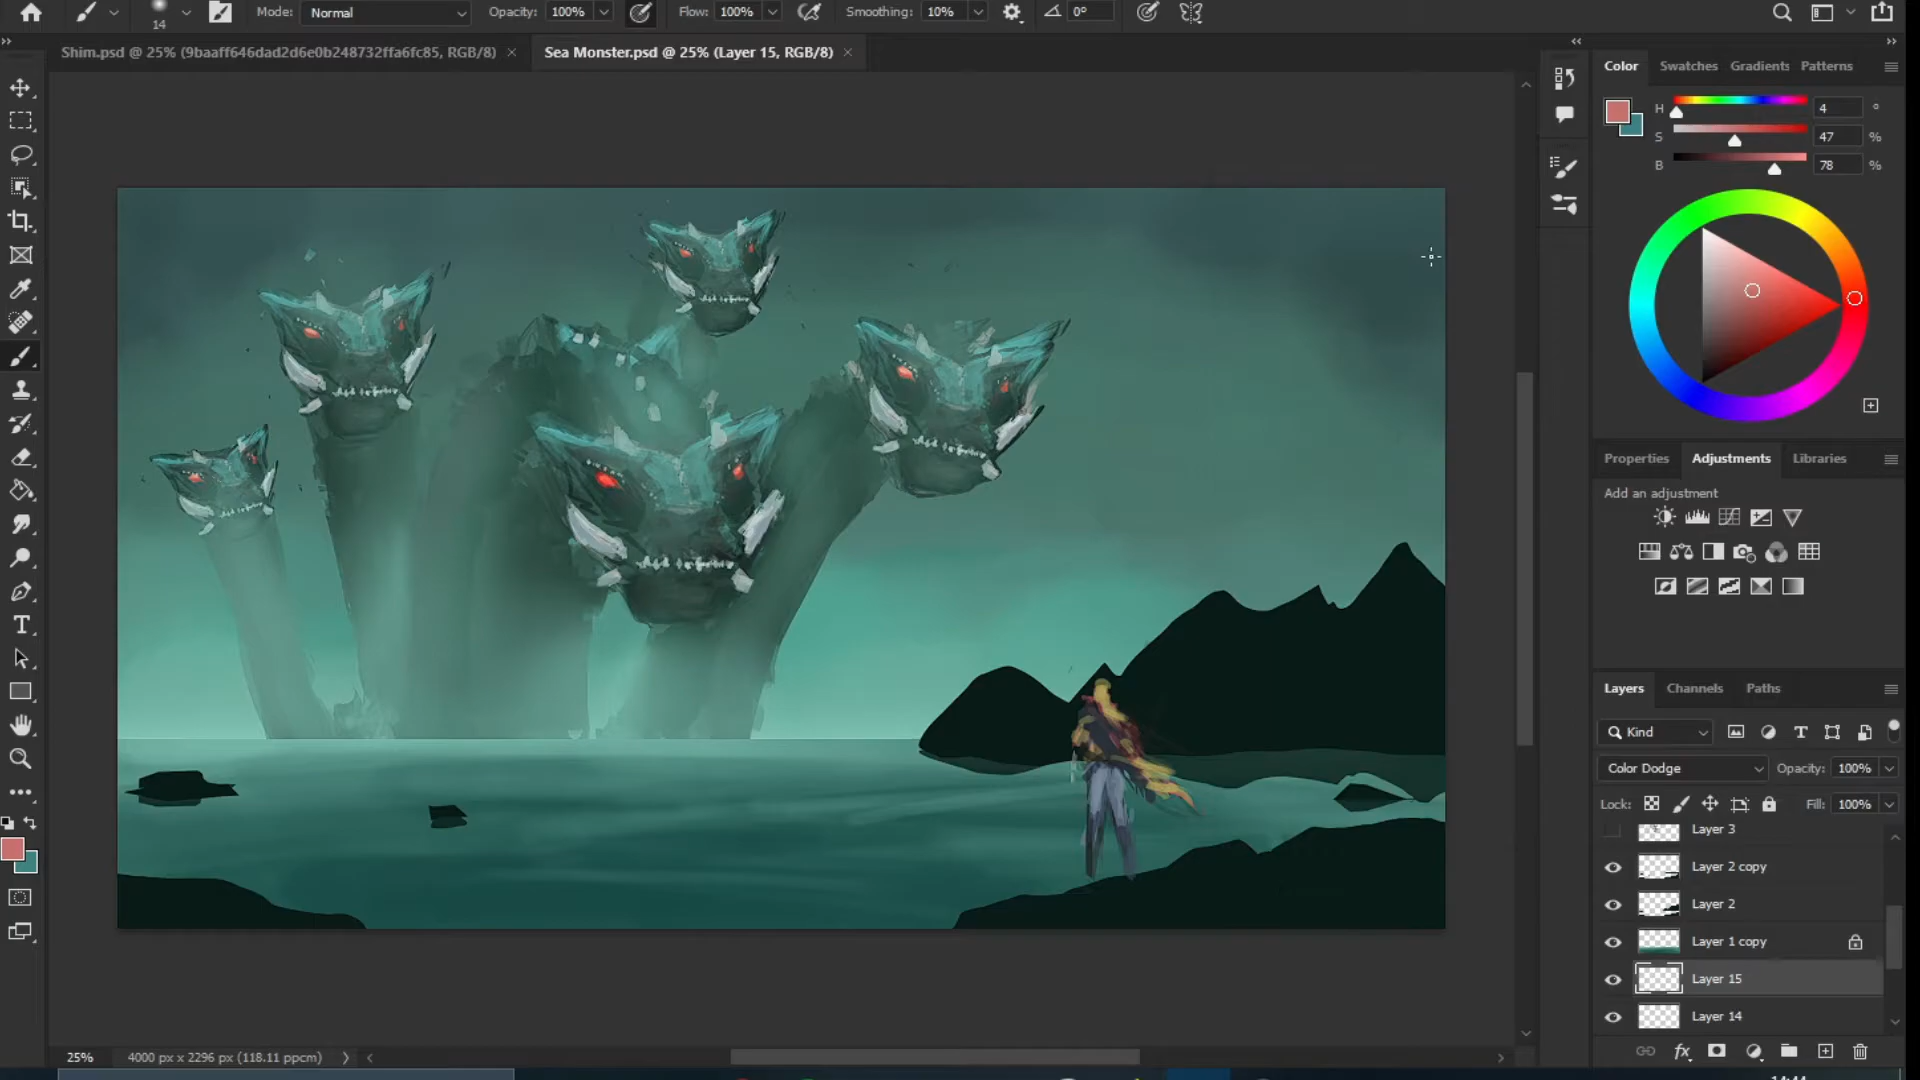 14
Mode: Normal
Opacity: 100%
Flow: 100%
Smoothing: 10%
0°
Shim.psd @ 25% (9baaff646dad2d6e0b248732ffa6fc85, RGB/8)
Sea Monster.psd @ 25% (Layer 15, RGB/8)
Color
Swatches
Gradients
Patterns
H 4 °
S 47 %
B 78 %
Properties
Adjustments
Libraries
Add an adjustment
Layers
Channels
Paths
Kind
Color Dodge
Opacity: 100%
Lock:
Fill: 100%
Layer 3
Layer 2 copy
Layer 2
Layer 1 copy
Layer 15
Layer 14
25%
4000 px x 2296 px (118.11 ppcm)